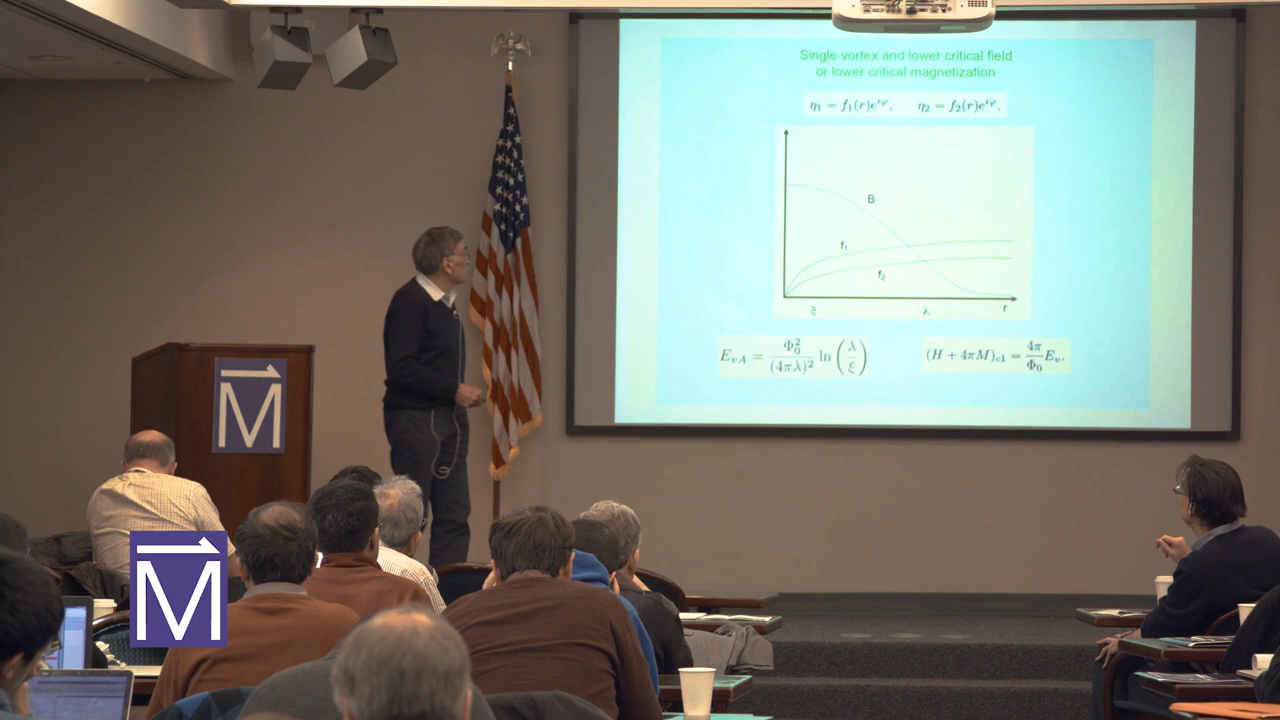 Single vortex and lower critical field
or lower critical magnetization
η₁ = f₁(r)e^{iφ}, η₂ = f₂(r)e^{iφ}.
B
f₁
f₂
ξ λ r
E_{vA} = Φ₀²/(4πλ)² ln(λ/ξ) (H + 4πM)_{c1} = 4π/Φ₀ E_v.
M
M